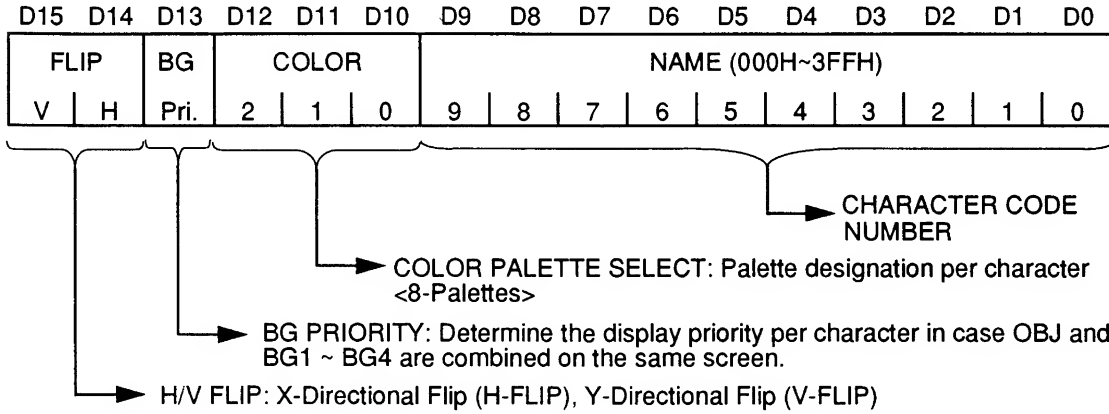 D15 D14 D13 D12 D11 D10 D9 D8 D7 D6 D5 D4 D3 D2 D1 D0
FLIP BG COLOR NAME (000H~3FFH)
V H Pri. 2 1 0 9 8 7 6 5 4 3 2 1 0
CHARACTER CODE
NUMBER
COLOR PALETTE SELECT: Palette designation per character
<8-Palettes>
BG PRIORITY: Determine the display priority per character in case OBJ and
BG1 ~ BG4 are combined on the same screen.
H/V FLIP: X-Directional Flip (H-FLIP), Y-Directional Flip (V-FLIP)